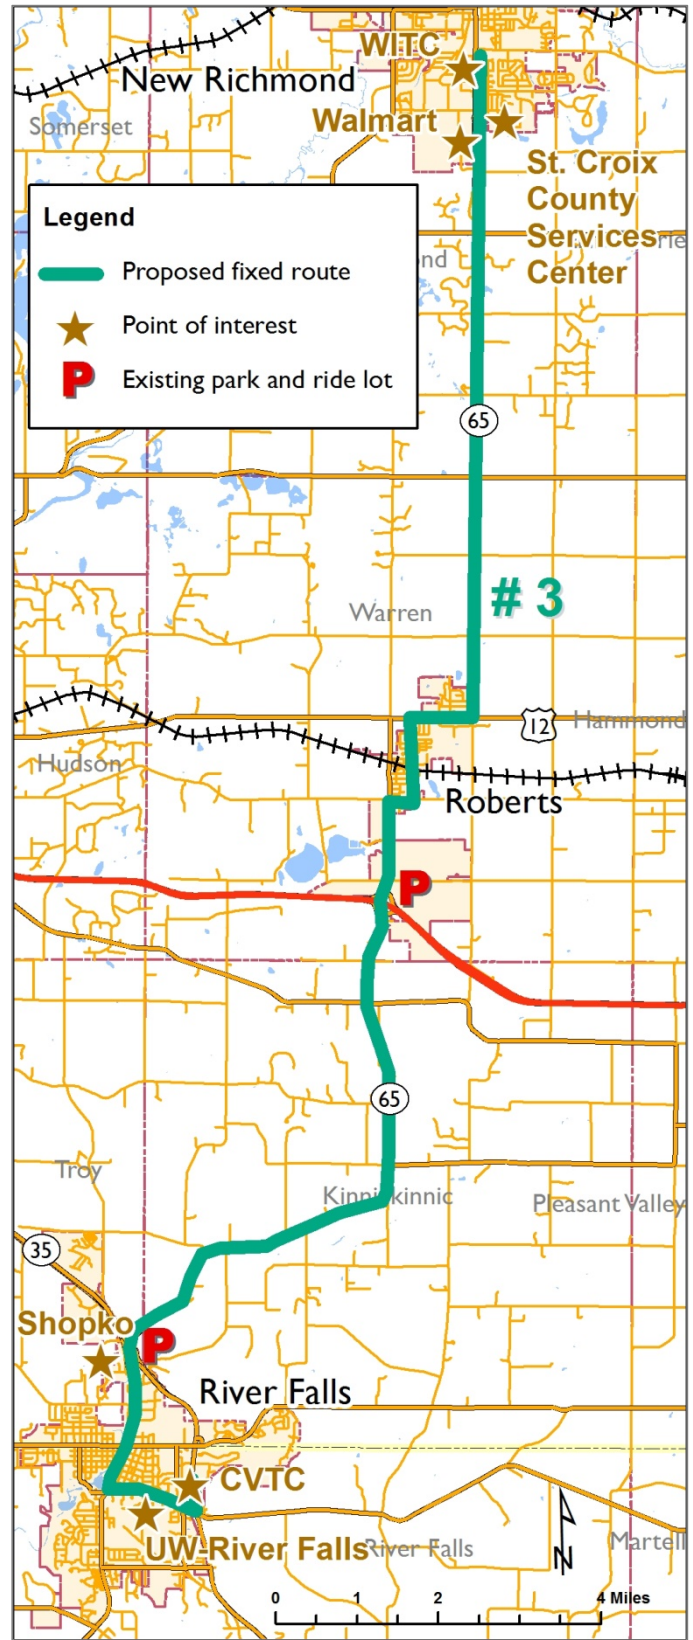 WITC
New Richmond
Somerset
Walmart
St. Croix
County
Services
Center
Legend
Proposed fixed route
Point of interest
P Existing park and ride lot
65
# 3
Warren
12
Hammond
Hudson
Roberts
P
65
Troy
Kinnickinnic
Pleasant Valley
35
Shopko
P
River Falls
CVTC
UW-River Falls
River Falls
Martell
N
0 1 2 4 Miles